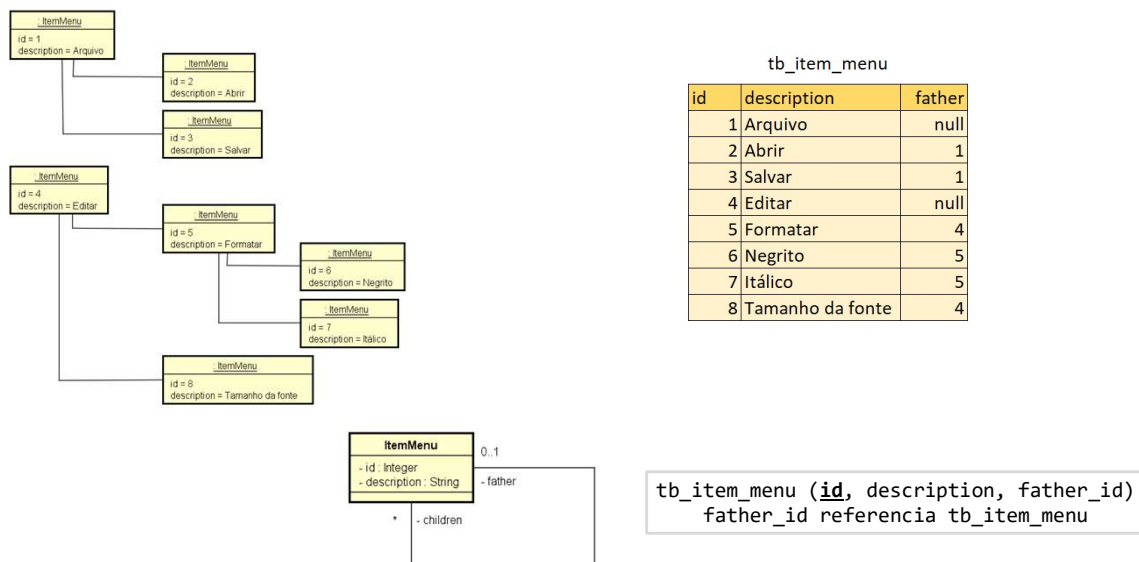 : ItemMenu
id = 1
description = Arquivo
: ItemMenu
id = 2
description = Abrir
: ItemMenu
id = 3
description = Salvar
: ItemMenu
id = 4
description = Editar
: ItemMenu
id = 5
description = Formatar
: ItemMenu
id = 6
description = Negrito
: ItemMenu
id = 7
description = Itálico
: ItemMenu
id = 8
description = Tamanho da fonte
tb_item_menu
id description father
1 Arquivo null
2 Abrir 1
3 Salvar 1
4 Editar null
5 Formatar 4
6 Negrito 5
7 Itálico 5
8 Tamanho da fonte 4
ItemMenu
- id : Integer
- description : String
0..1
- father
* - children
tb_item_menu (id, description, father_id)
father_id referencia tb_item_menu